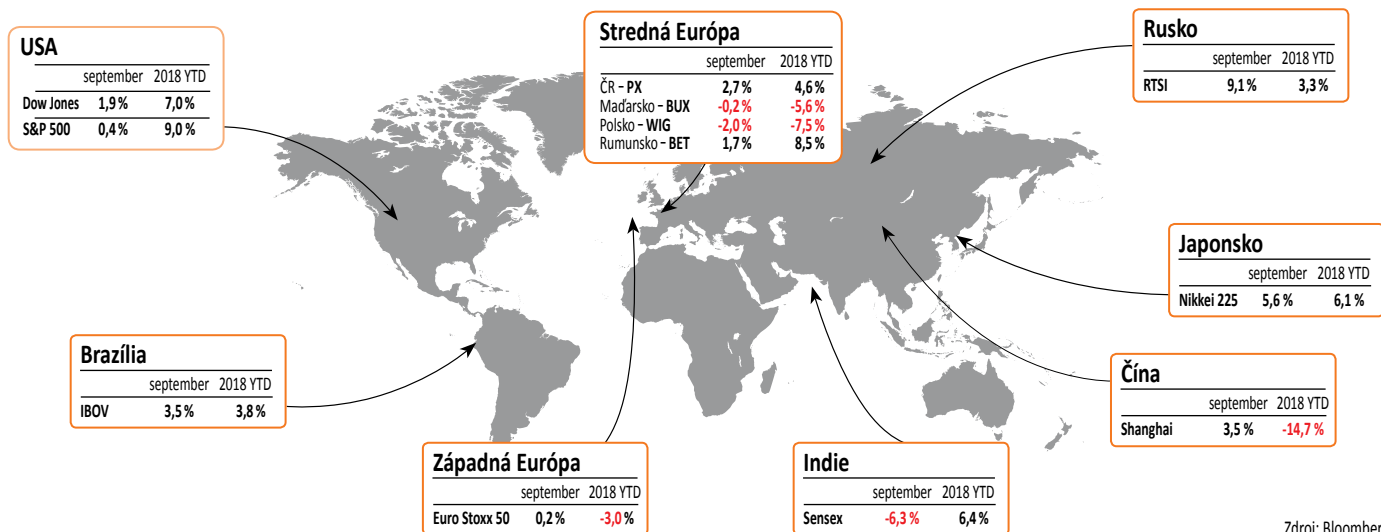 USA
september 2018 YTD
Dow Jones 1,9 % 7,0 %
S&P 500 0,4 % 9,0 %
Stredná Európa
september 2018 YTD
ČR – PX 2,7 % 4,6 %
Maďarsko – BUX -0,2 % -5,6 %
Polsko – WIG -2,0 % -7,5 %
Rumunsko – BET 1,7 % 8,5 %
Rusko
september 2018 YTD
RTSI 9,1 % 3,3 %
Japonsko
september 2018 YTD
Nikkei 225 5,6 % 6,1 %
Brazília
september 2018 YTD
IBOV 3,5 % 3,8 %
Čína
september 2018 YTD
Shanghai 3,5 % -14,7 %
Západná Európa
september 2018 YTD
Euro Stoxx 50 0,2 % -3,0 %
Indie
september 2018 YTD
Sensex -6,3 % 6,4 %
Zdroj: Bloomber